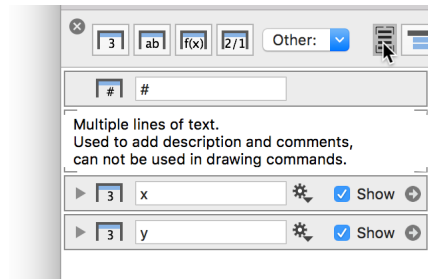 3 ab f(x) 2/1 Other:
# #
Multiple lines of text.
Used to add description and comments,
can not be used in drawing commands.
3 x Show
3 y Show